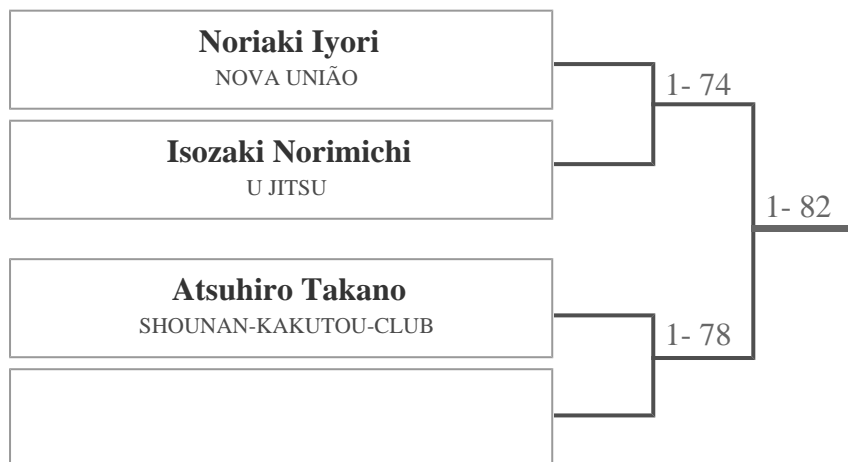 Noriaki Iyori
NOVA UNIÃO
1- 74
Isozaki Norimichi
U JITSU
1- 82
Atsuhiro Takano
SHOUNAN-KAKUTOU-CLUB
1- 78